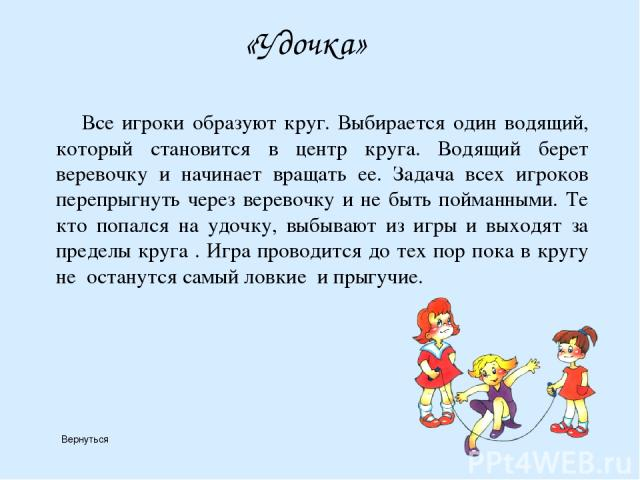 «Удочка»
Все игроки образуют круг. Выбирается один водящий,
который становится в центр круга. Водящий берет
веревочку и начинает вращать ее. Задача всех игроков
перепрыгнуть через веревочку и не быть пойманными. Те
кто попался на удочку, выбывают из игры и выходят за
пределы круга . Игра проводится до тех пор пока в кругу
не останутся самый ловкие и прыгучие.
Вернуться
PPt4WEB.ru